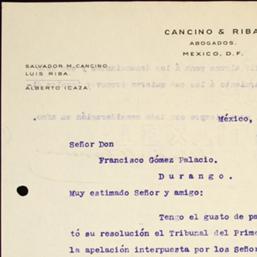 CANCINO & RIBA
ABOGADOS.
MEXICO, D.F.
SALVADOR M. CANCINO.
LUIS RIBA.
ALBERTO ICAZA.
México,
Señor Don
Francisco Gómez Palacio.
Durango.
Muy estimado Señor y amigo:
Tengo el gusto de pa
tó su resolución el Tribunal del Prime
la apelación interpuesta por los Señor